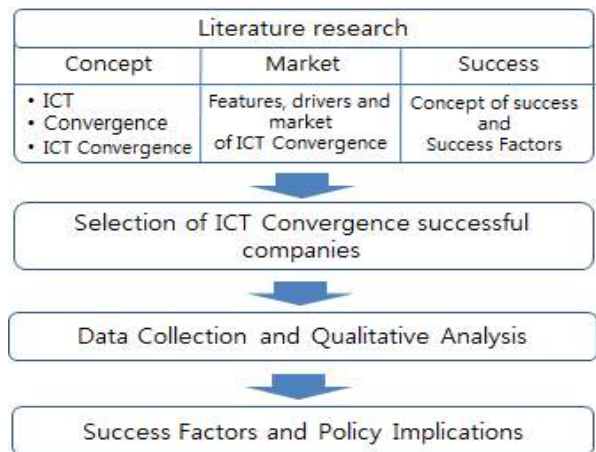 Literature research
Concept
Market
Success
• ICT
• Convergence
• ICT Convergence
Features, drivers and
market
of ICT Convergence
Concept of success
and
Success Factors
Selection of ICT Convergence successful
companies
Data Collection and Qualitative Analysis
Success Factors and Policy Implications